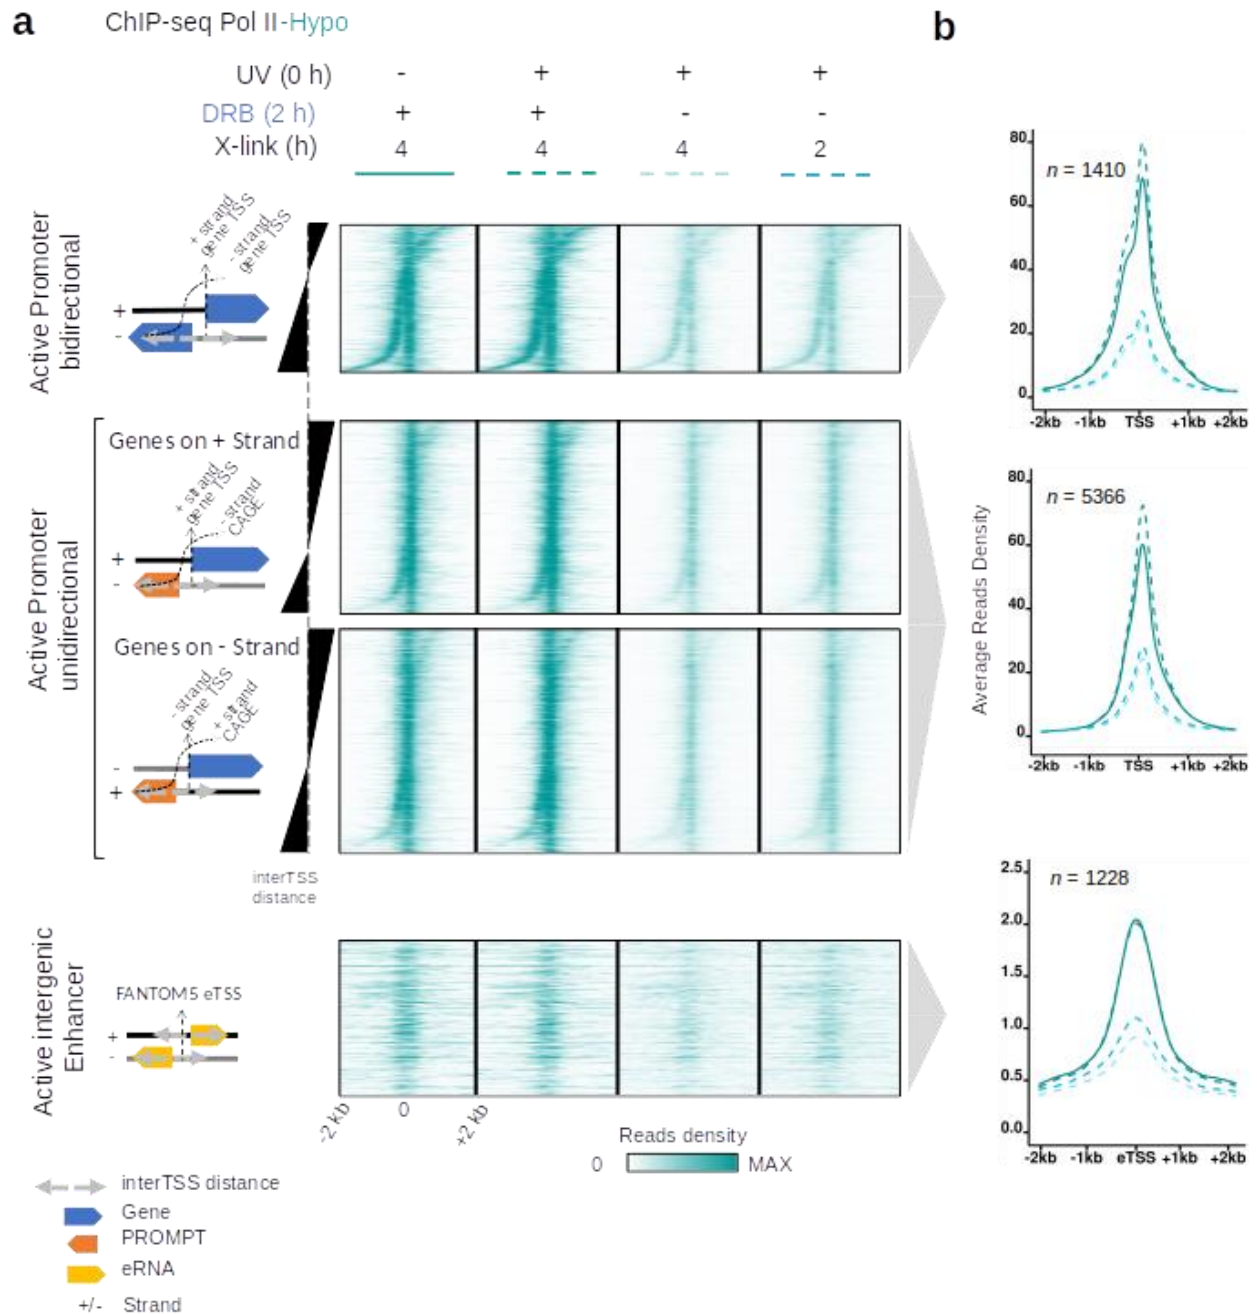 a
ChIP-seq Pol II-Hypo
b
UV (0 h) - + + +
DRB (2 h) + + - -
X-link (h) 4 4 4 2
Active Promoter
bidirectional
+ strand
gene TSS
- strand
gene TSS
+
-
n = 1410
80
60
40
20
0
-2kb -1kb TSS +1kb +2kb
Active Promoter
unidirectional
Genes on + Strand
+ strand
gene TSS
- strand
CAGE
+
-
Genes on - Strand
- strand
gene TSS
+ strand
CAGE
-
+
interTSS
distance
Average Reads Density
n = 5366
80
60
40
20
0
-2kb -1kb TSS +1kb +2kb
Active intergenic
Enhancer
FANTOM5 eTSS
+
-
-2 kb
0
+2 kb
Reads density
0 MAX
n = 1228
2.5
2.0
1.5
1.0
0.5
0.0
-2kb -1kb eTSS +1kb +2kb
interTSS distance
Gene
PROMPT
eRNA
+/- Strand